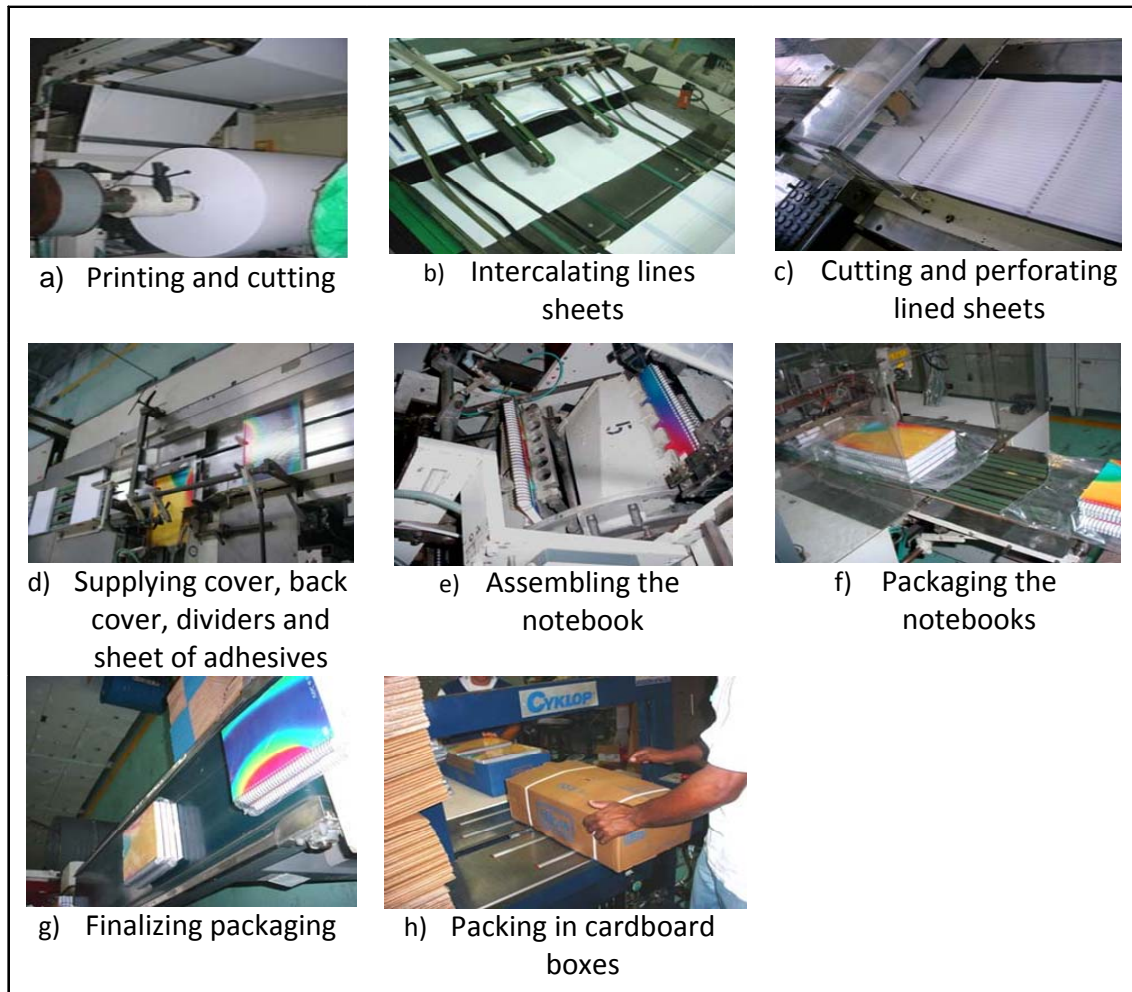 a) Printing and cutting
b) Intercalating lines
sheets
c) Cutting and perforating
lined sheets
15
d) Supplying cover, back
cover, dividers and
sheet of adhesives
e) Assembling the
notebook
f) Packaging the
notebooks
CYKLOP
g) Finalizing packaging
h) Packing in cardboard
boxes